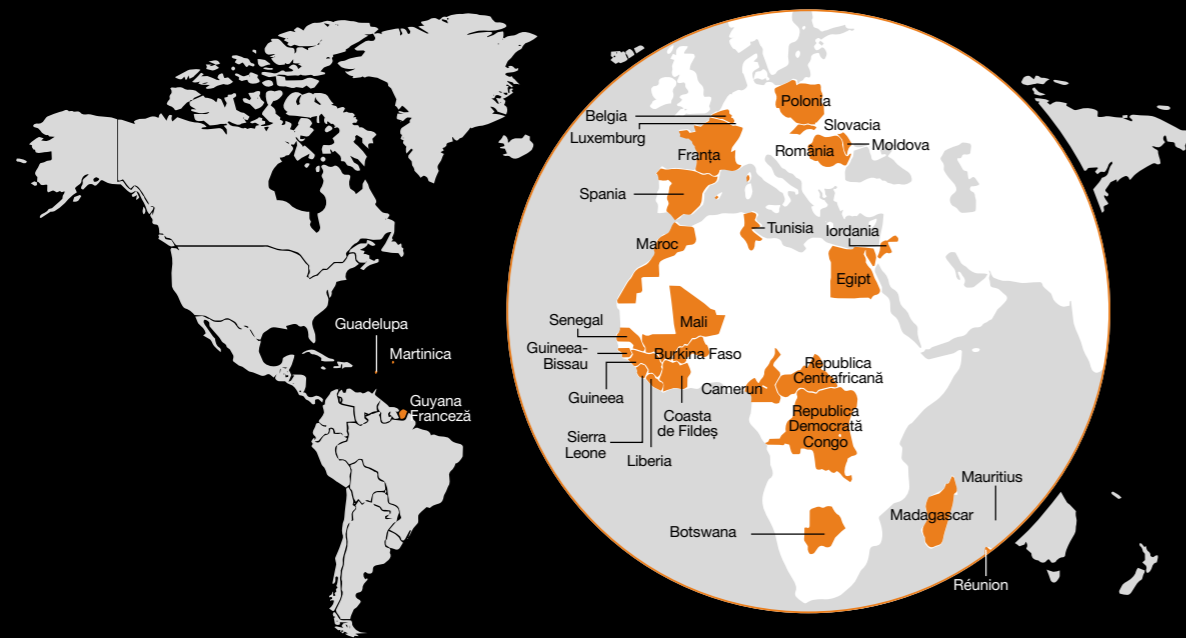 Polonia
Belgia
Slovacia
Luxemburg
România
Moldova
Franța
Spania
Tunisia
Iordania
Maroc
Egipt
Guadelupa
Senegal
Mali
Martinica
Guineea-
Bissau
Burkina Faso
Republica
Centrafricană
Camerun
Guineea
Guyana
Franceză
Coasta
de Fildeș
Republica
Democrată
Congo
Sierra
Leone
Liberia
Mauritius
Madagascar
Botswana
Réunion